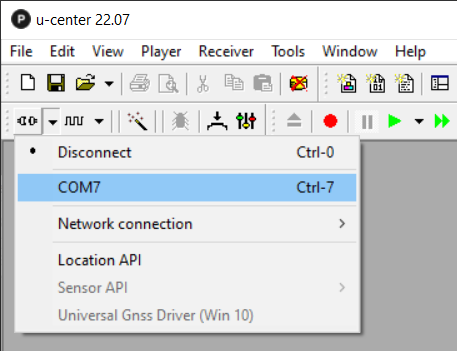 u-center 22.07
File Edit View Player Receiver Tools Window Help
Disconnect Ctrl-0
COM7 Ctrl-7
Network connection
Location API
Sensor API
Universal Gnss Driver (Win 10)